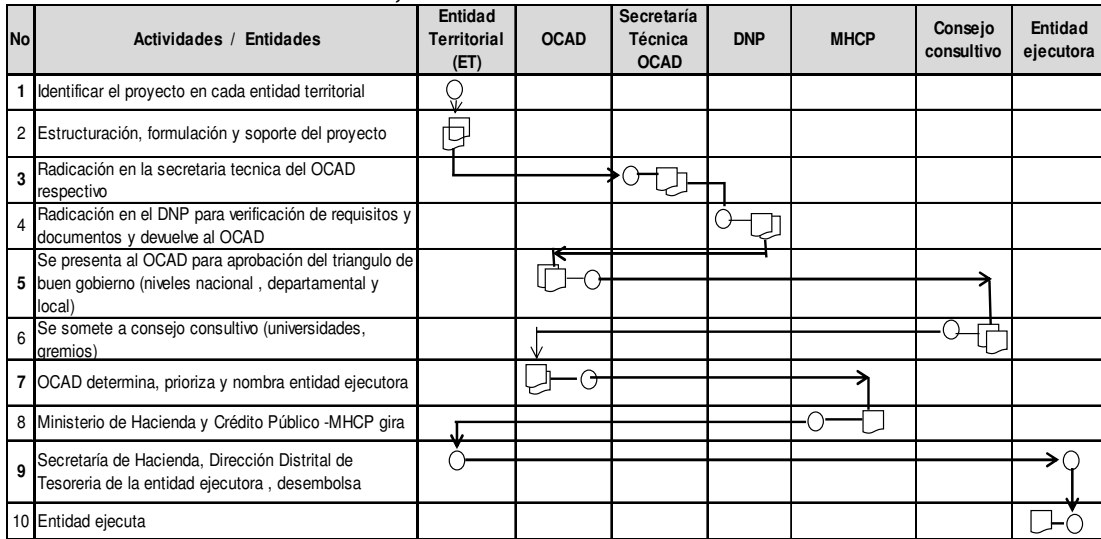 No
Actividades / Entidades
Entidad
Territorial
(ET)
OCAD
Secretaría
Técnica
OCAD
DNP
MHCP
Consejo
consultivo
Entidad
ejecutora
1 Identificar el proyecto en cada entidad territorial
2 Estructuración, formulación y soporte del proyecto
3 Radicación en la secretaria tecnica del OCAD
respectivo
4 Radicación en el DNP para verificación de requisitos y
documentos y devuelve al OCAD
5 Se presenta al OCAD para aprobación del triangulo de
buen gobierno (niveles nacional , departamental y
local)
6 Se somete a consejo consultivo (universidades,
gremios)
7 OCAD determina, prioriza y nombra entidad ejecutora
8 Ministerio de Hacienda y Crédito Público -MHCP gira
9 Secretaría de Hacienda, Dirección Distrital de
Tesoreria de la entidad ejecutora , desembolsa
10 Entidad ejecuta